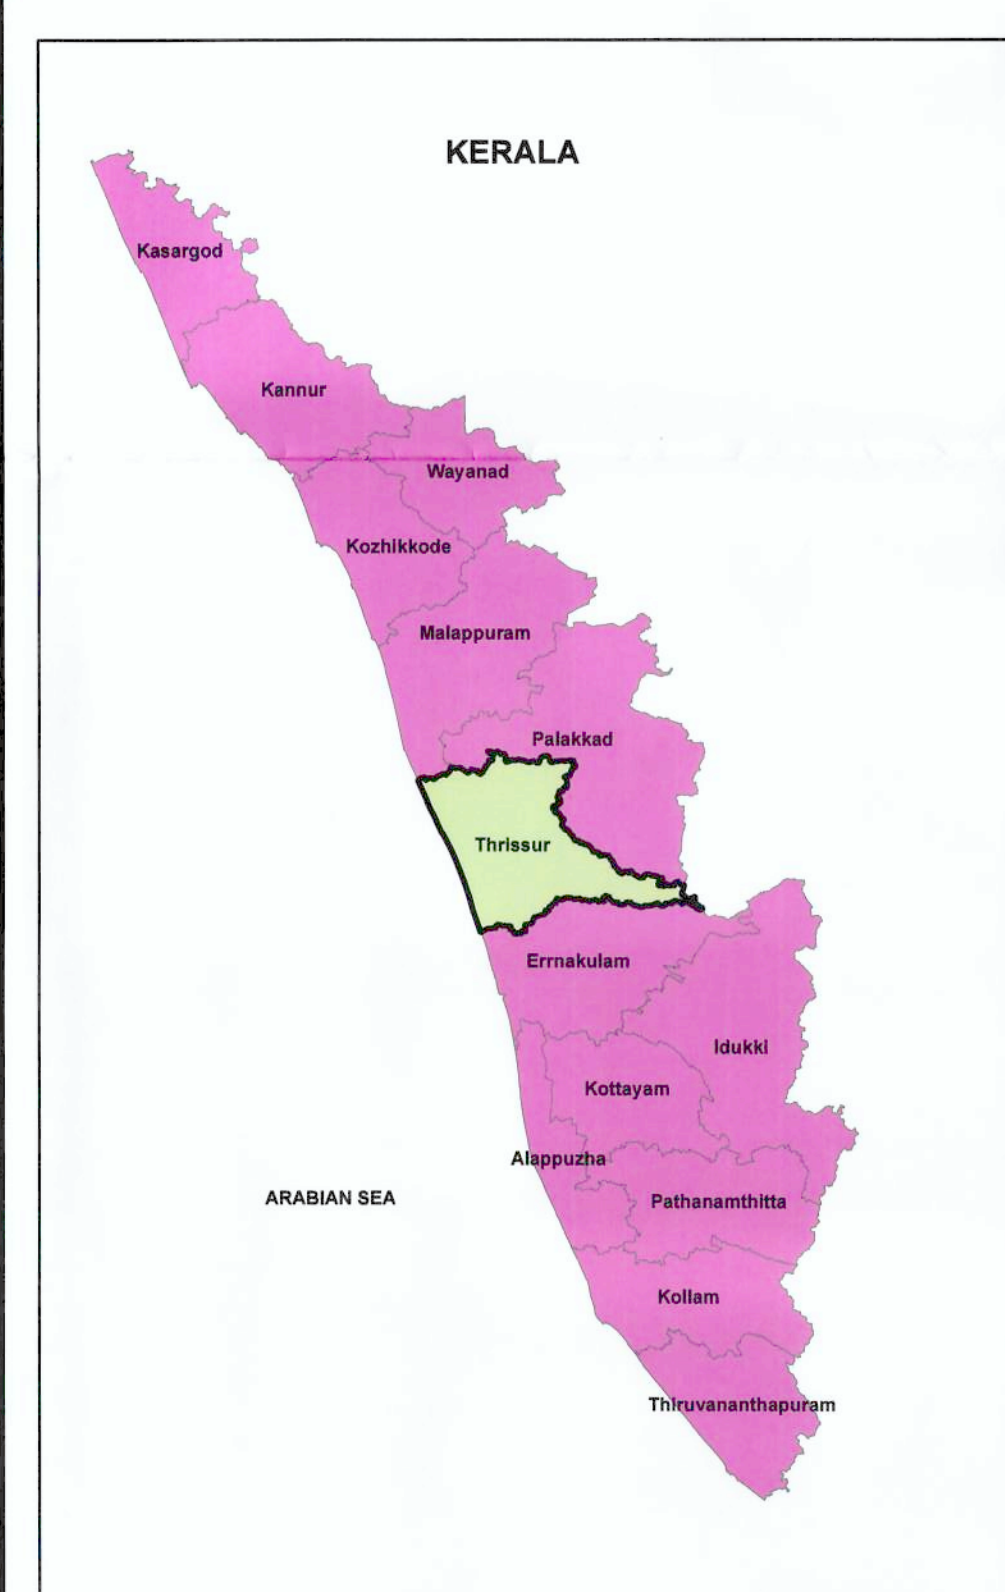 KERALA
Kasargod
Kannur
Wayanad
Kozhikkode
Malappuram
Palakkad
Thrissur
Errnakulam
Idukki
Kottayam
Alappuzha
ARABIAN SEA
Pathanamthitta
Kollam
Thiruvananthapuram